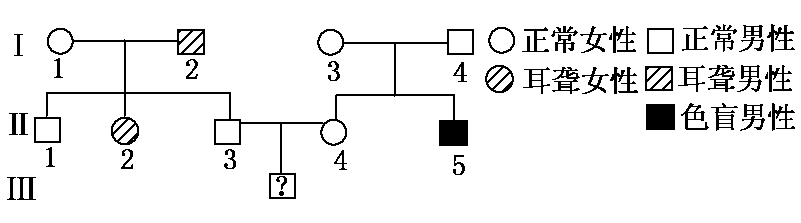 I 1 2 3 4 正常女性 正常男性
耳聋女性 耳聋男性
色盲男性
II 1 2 3 4 5
III ?